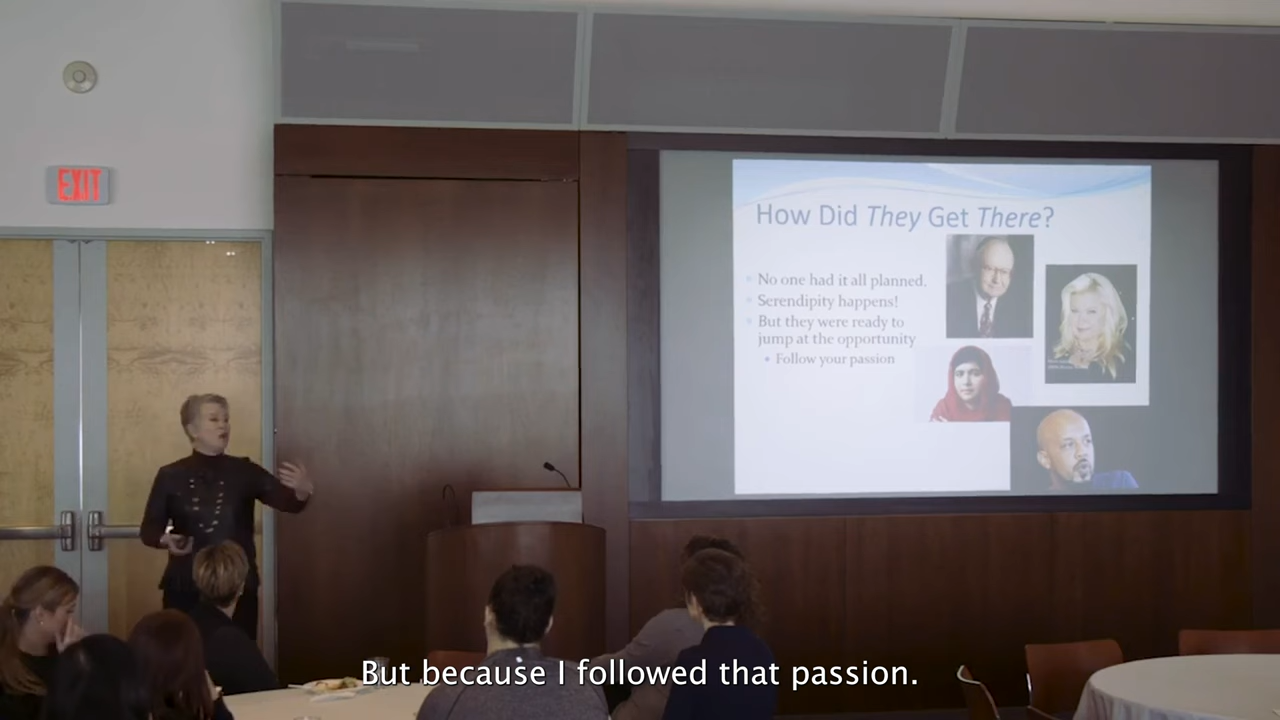 EXIT
How Did They Get There?
No one had it all planned.
Serendipity happens!
But they were ready to
jump at the opportunity
Follow your passion
But because I followed that passion.